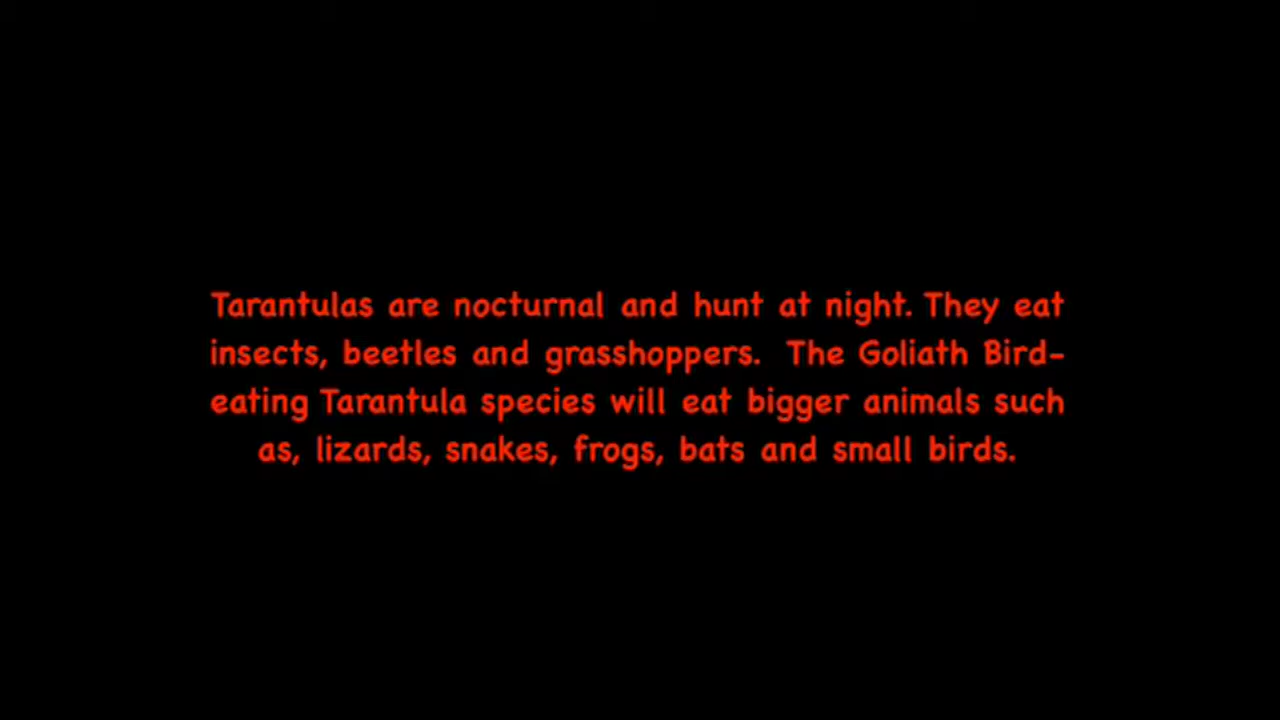 Tarantulas are nocturnal and hunt at night. They eat
insects, beetles and grasshoppers. The Goliath Bird-
eating Tarantula species will eat bigger animals such
as, lizards, snakes, frogs, bats and small birds.